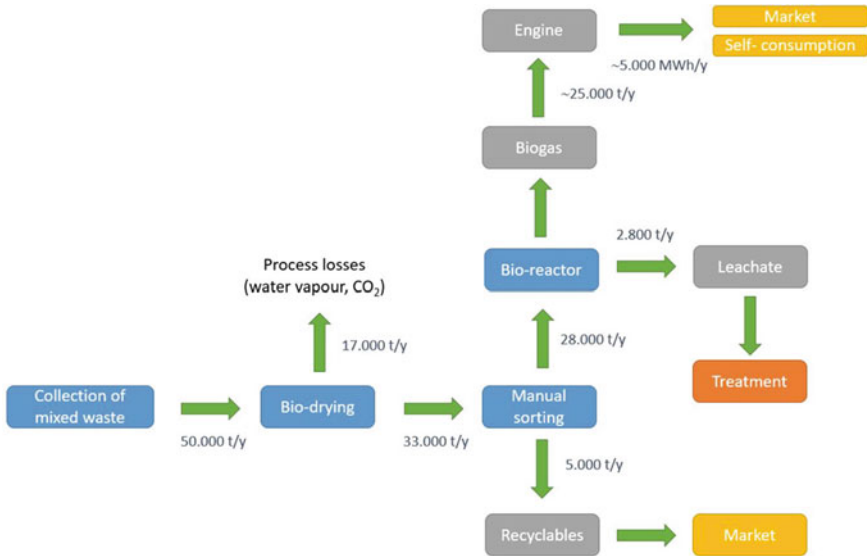 Market
Engine
Self- consumption
~5.000 MWh/y
~25.000 t/y
Biogas
2.800 t/y
Process losses
(water vapour, CO₂)
Bio-reactor
Leachate
17.000 t/y
28.000 t/y
Collection of
mixed waste
Bio-drying
Manual
sorting
Treatment
50.000 t/y
33.000 t/y
5.000 t/y
Recyclables
Market